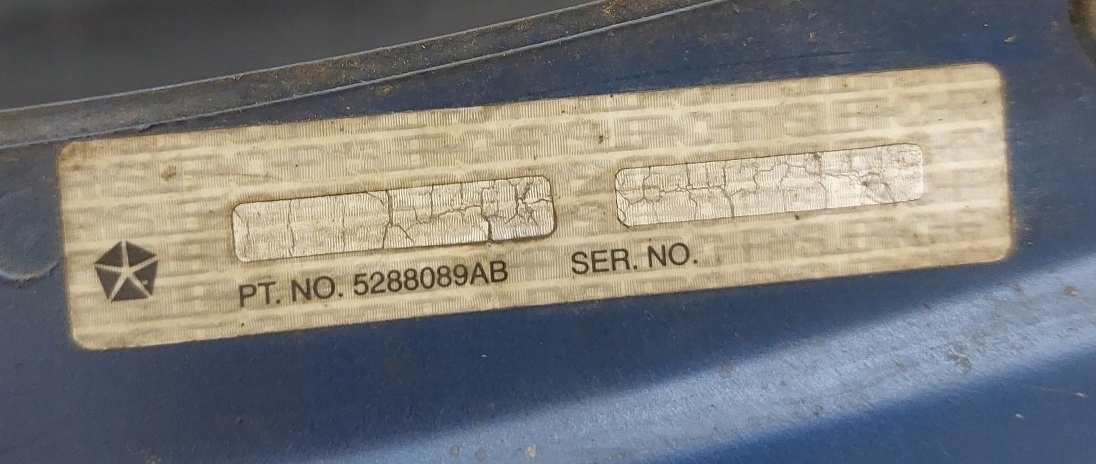 PT. NO. 5288089AB SER. NO.